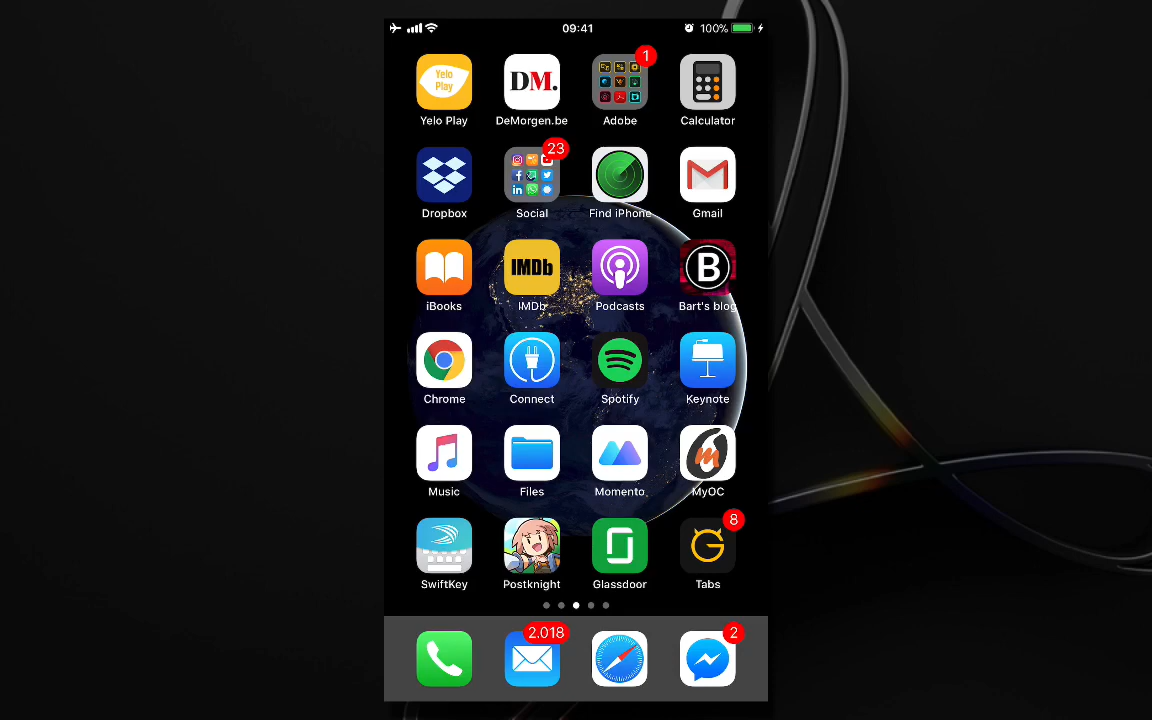 09:41 100%
1
Yelo Play
DM.
Yelo Play DeMorgen.be Adobe Calculator
23
Dropbox Social Find iPhone Gmail
IMDb B
iBooks IMDb Podcasts Bart's blog
Chrome Connect Spotify Keynote
Music Files Momento MyOC
8
SwiftKey Postknight Glassdoor Tabs
2.018 2